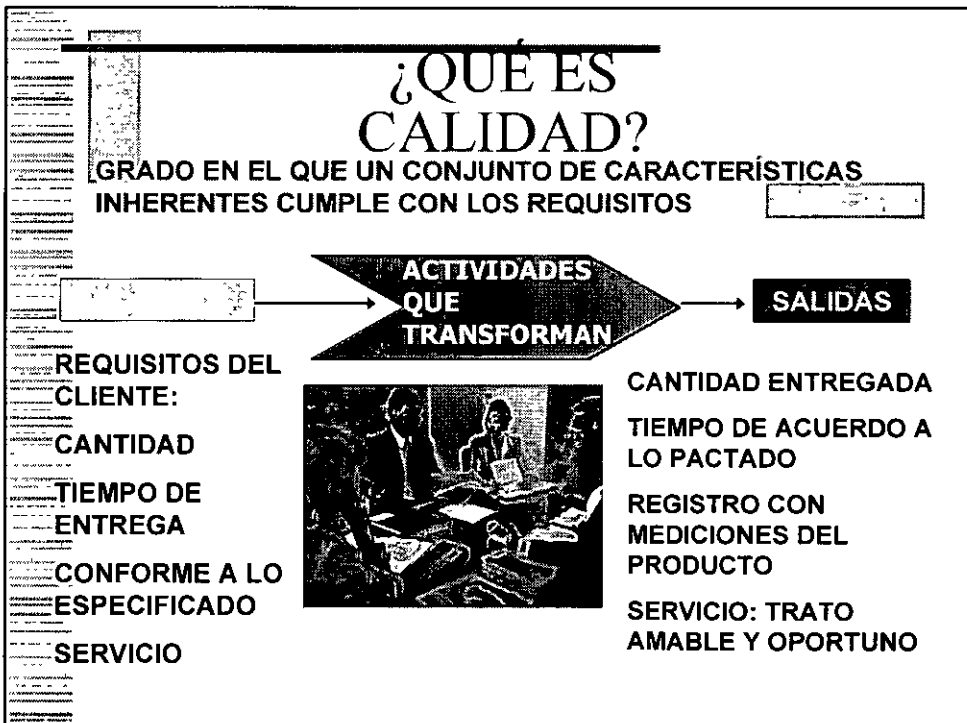 ¿QUÉ ES
CALIDAD?
GRADO EN EL QUE UN CONJUNTO DE CARACTERÍSTICAS
INHERENTES CUMPLE CON LOS REQUISITOS
ACTIVIDADES
QUE
TRANSFORMAN
SALIDAS
REQUISITOS DEL
CLIENTE:
CANTIDAD
TIEMPO DE
ENTREGA
CONFORME A LO
ESPECIFICADO
SERVICIO
CANTIDAD ENTREGADA
TIEMPO DE ACUERDO A
LO PACTADO
REGISTRO CON
MEDICIONES DEL
PRODUCTO
SERVICIO: TRATO
AMABLE Y OPORTUNO